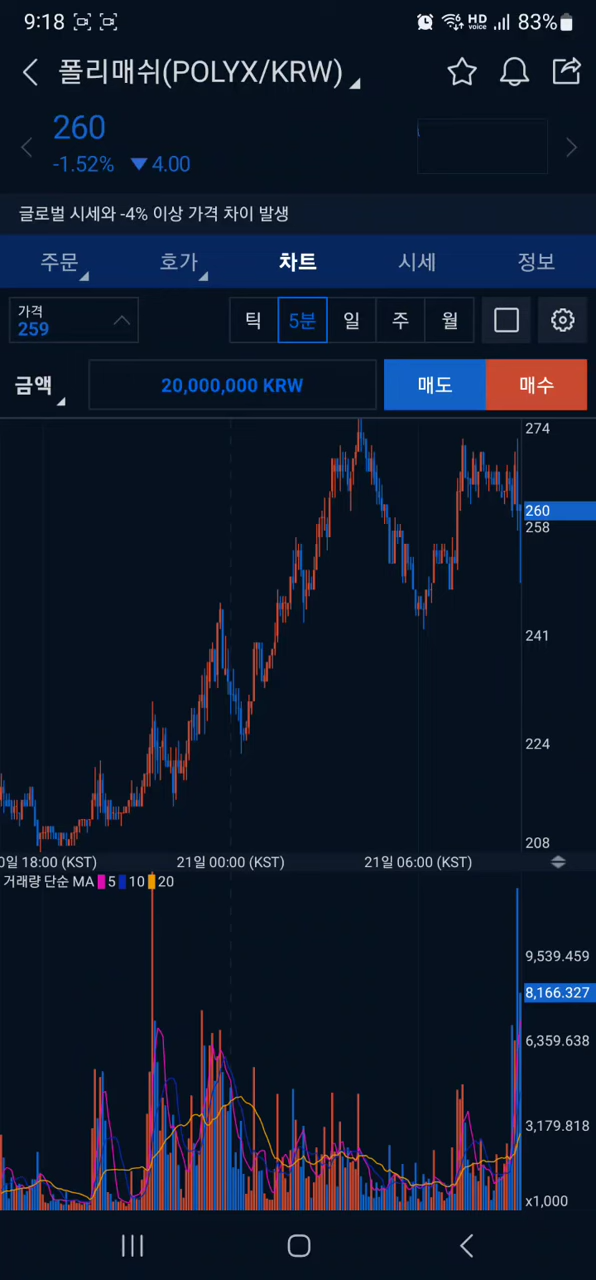 9:18 HD voice 83%
폴리매쉬(POLYX/KRW)
260
-1.52% ▼4.00
글로벌 시세와 -4% 이상 가격 차이 발생
주문 호가 차트 시세 정보
가격
259
틱 5분 일 주 월
금액 20,000,000 KRW 매도 매수
274
260
258
241
224
208
0일 18:00 (KST) 21일 00:00 (KST) 21일 06:00 (KST)
거래량 단순 MA 5 10 20
9,539.459
8,166.327
6,359.638
3,179.818
x1,000